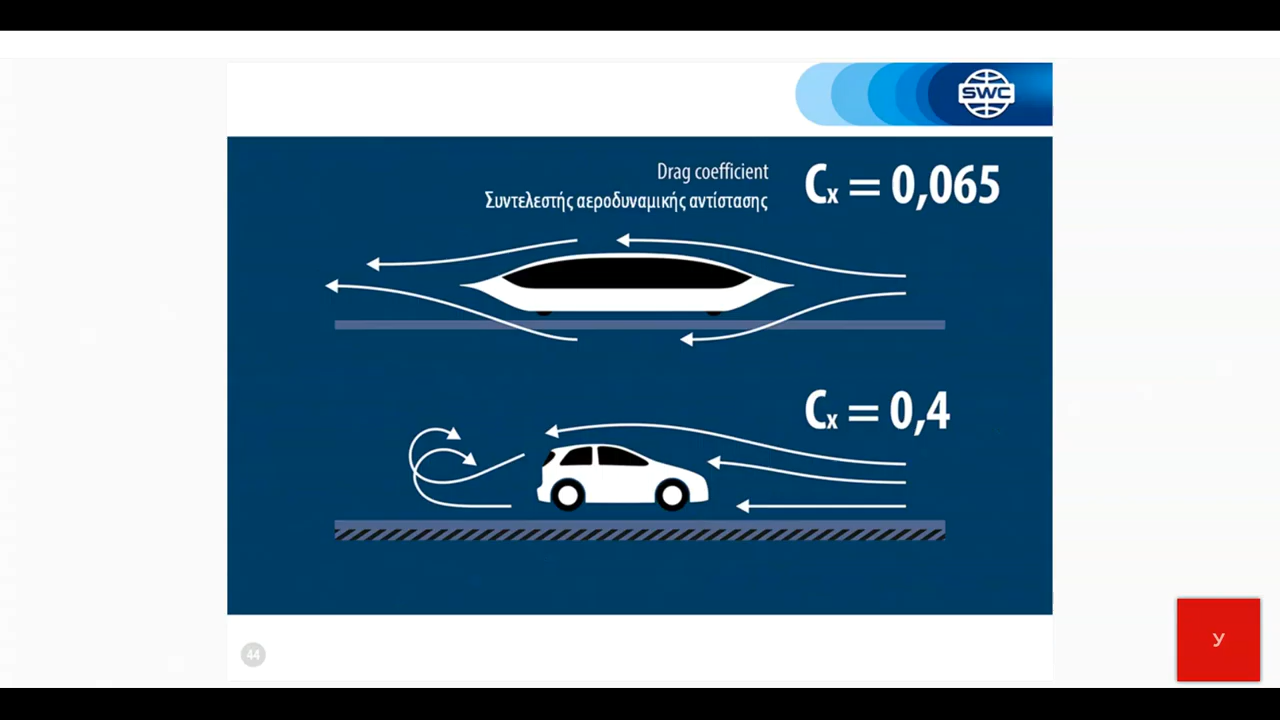 SWC
Drag coefficient
Συντελεστής αεροδυναμικής αντίστασης
Cx = 0,065
Cx = 0,4
44
У